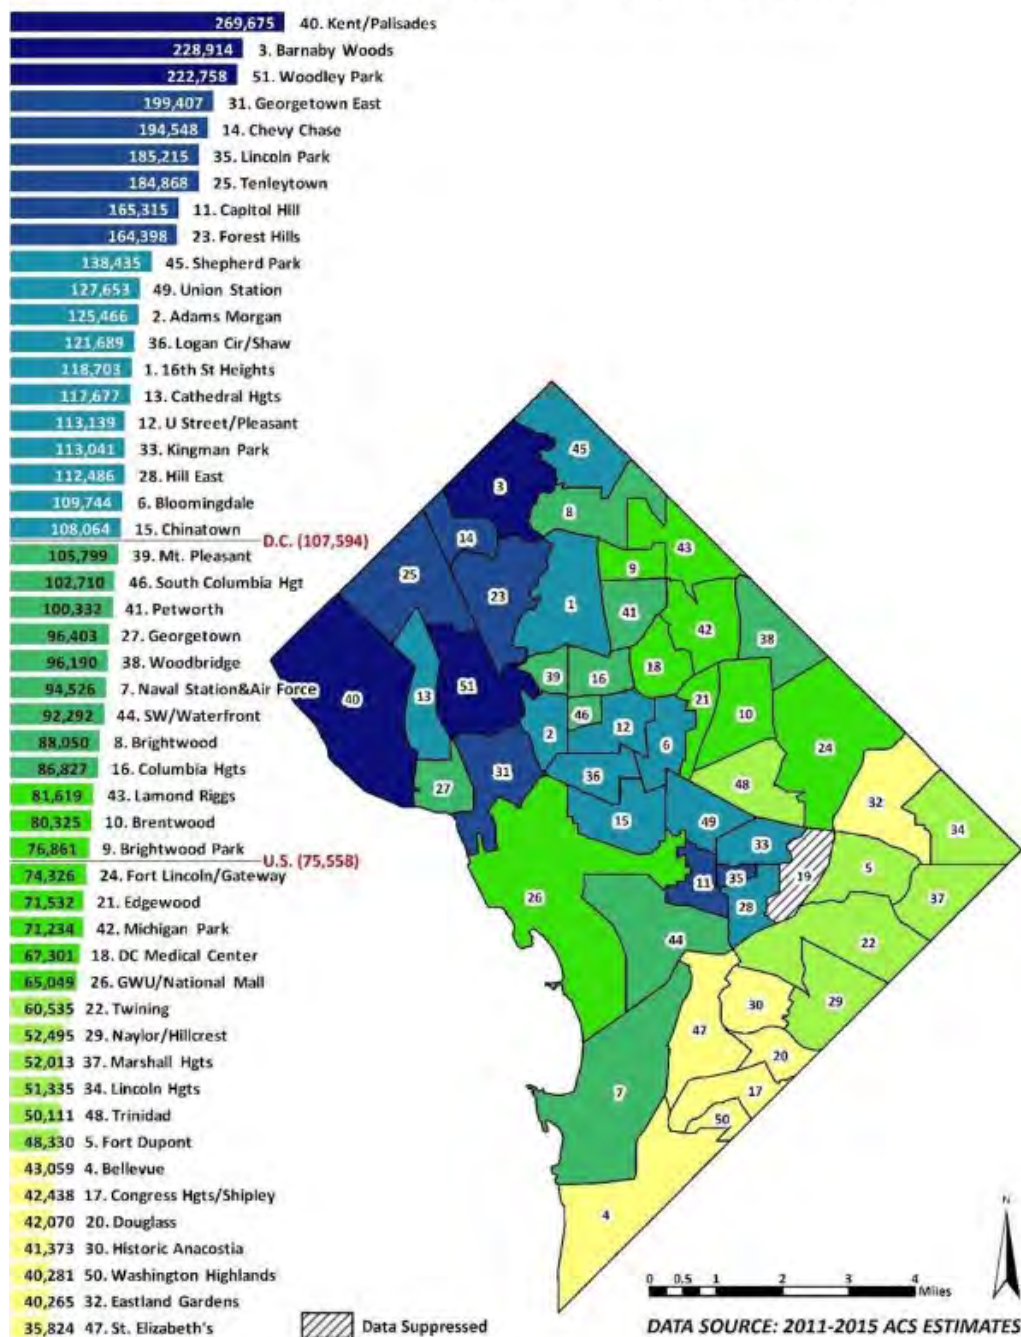 269,675 40. Kent/Palisades
228,914 3. Barnaby Woods
222,758 51. Woodley Park
199,407 31. Georgetown East
194,548 14. Chevy Chase
185,215 35. Lincoln Park
184,868 25. Tenleytown
165,315 11. Capitol Hill
164,398 23. Forest Hills
138,435 45. Shepherd Park
127,653 49. Union Station
125,466 2. Adams Morgan
121,689 36. Logan Cir/Shaw
118,703 1. 16th St Heights
117,677 13. Cathedral Hgts
113,139 12. U Street/Pleasant
113,041 33. Kingman Park
112,486 28. Hill East
109,744 6. Bloomingdale
108,064 15. Chinatown
D.C. (107,594)
105,799 39. Mt. Pleasant
102,710 46. South Columbia Hgt
100,332 41. Petworth
96,403 27. Georgetown
96,190 38. Woodbridge
94,526 7. Naval Station&Air Force
92,292 44. SW/Waterfront
88,050 8. Brightwood
86,827 16. Columbia Hgts
81,619 43. Lamond Riggs
80,325 10. Brentwood
76,861 9. Brightwood Park
U.S. (75,558)
74,326 24. Fort Lincoln/Gateway
71,532 21. Edgewood
71,234 42. Michigan Park
67,301 18. DC Medical Center
65,049 26. GWU/National Mall
60,535 22. Twining
52,495 29. Naylor/Hillcrest
52,013 37. Marshall Hgts
51,335 34. Lincoln Hgts
50,111 48. Trinidad
48,330 5. Fort Dupont
43,059 4. Bellevue
42,438 17. Congress Hgts/Shipley
42,070 20. Douglass
41,373 30. Historic Anacostia
40,281 50. Washington Highlands
40,265 32. Eastland Gardens
35,824 47. St. Elizabeth's
45
3
8
14
43
9
25
23
1
41
42
38
18
39
16
51
40
13
21
10
46
12
2
6
24
31
36
48
27
32
15
49
34
33
5
19
35
11
37
26
28
44
22
29
30
47
20
17
7
50
4
N
0 0.5 1 2 3 4
Miles
Data Suppressed
DATA SOURCE: 2011-2015 ACS ESTIMATES